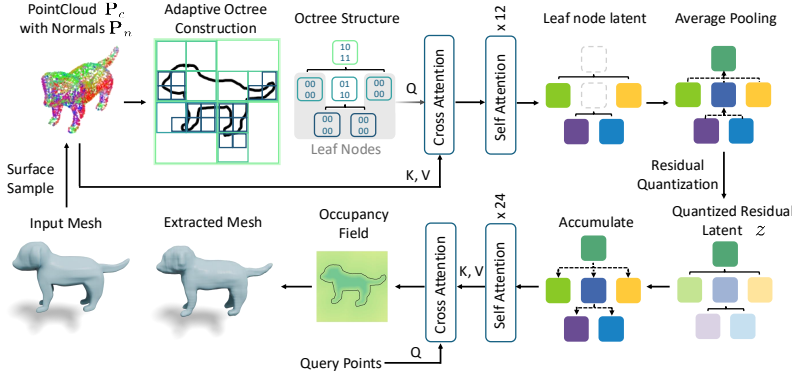 PointCloud P_c
with Normals P_n
Adaptive Octree
Construction
Octree Structure
10
11
00
00
01
10
00
00
00
00
00
00
Leaf Nodes
Q
Cross Attention
Self Attention
x 12
Leaf node latent
Average Pooling
K, V
Surface
Sample
Residual
Quantization
Input Mesh
Extracted Mesh
Occupancy
Field
Cross Attention
K, V
Self Attention
x 24
Accumulate
Quantized Residual
Latent z
Query Points
Q